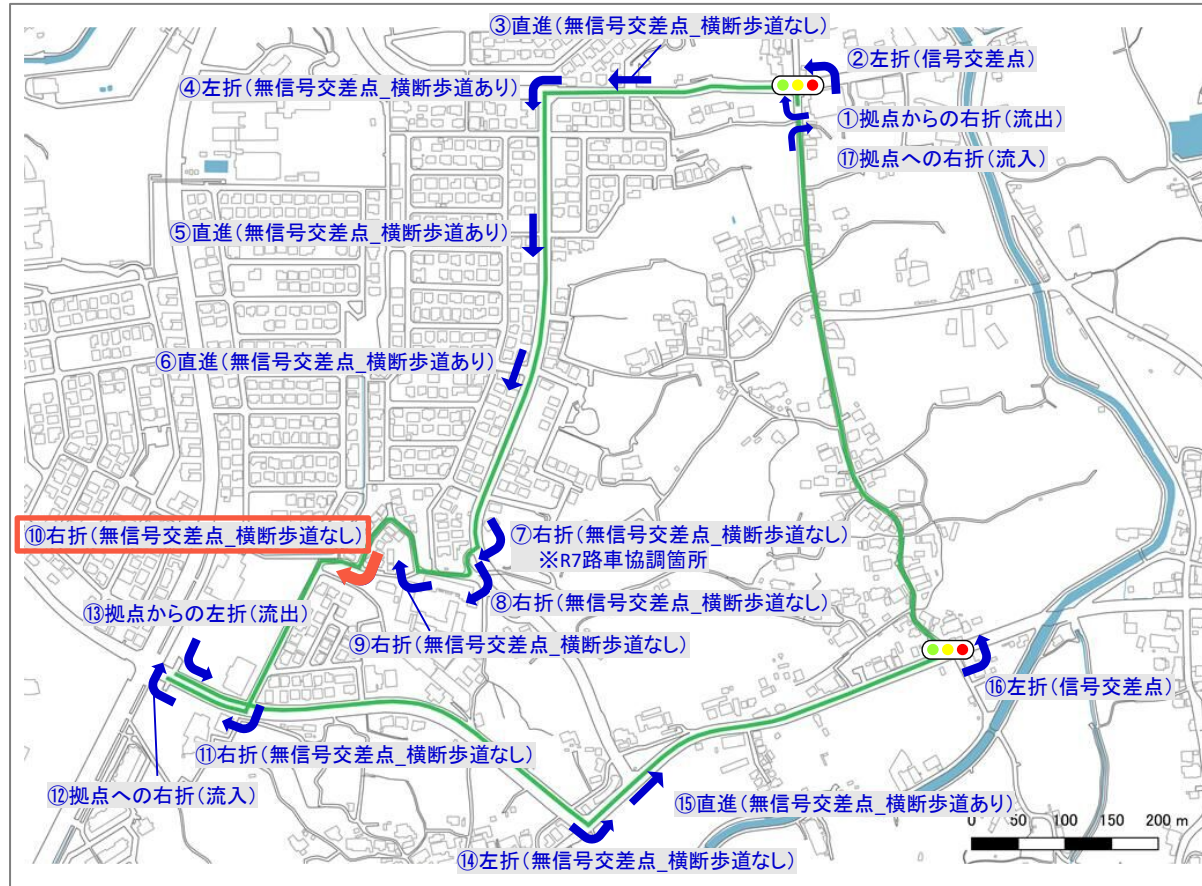 ③直進(無信号交差点_横断歩道なし)
②左折(信号交差点)
④左折(無信号交差点_横断歩道あり)
①拠点からの右折(流出)
⑰拠点への右折(流入)
⑤直進(無信号交差点_横断歩道あり)
⑥直進(無信号交差点_横断歩道あり)
⑩右折(無信号交差点_横断歩道なし)
⑦右折(無信号交差点_横断歩道なし)
※R7路車協調箇所
⑧右折(無信号交差点_横断歩道なし)
⑬拠点からの左折(流出)
⑨右折(無信号交差点_横断歩道なし)
⑯左折(信号交差点)
⑪右折(無信号交差点_横断歩道なし)
⑫拠点への右折(流入)
⑮直進(無信号交差点_横断歩道あり)
0 50 100 150 200 m
⑭左折(無信号交差点_横断歩道なし)